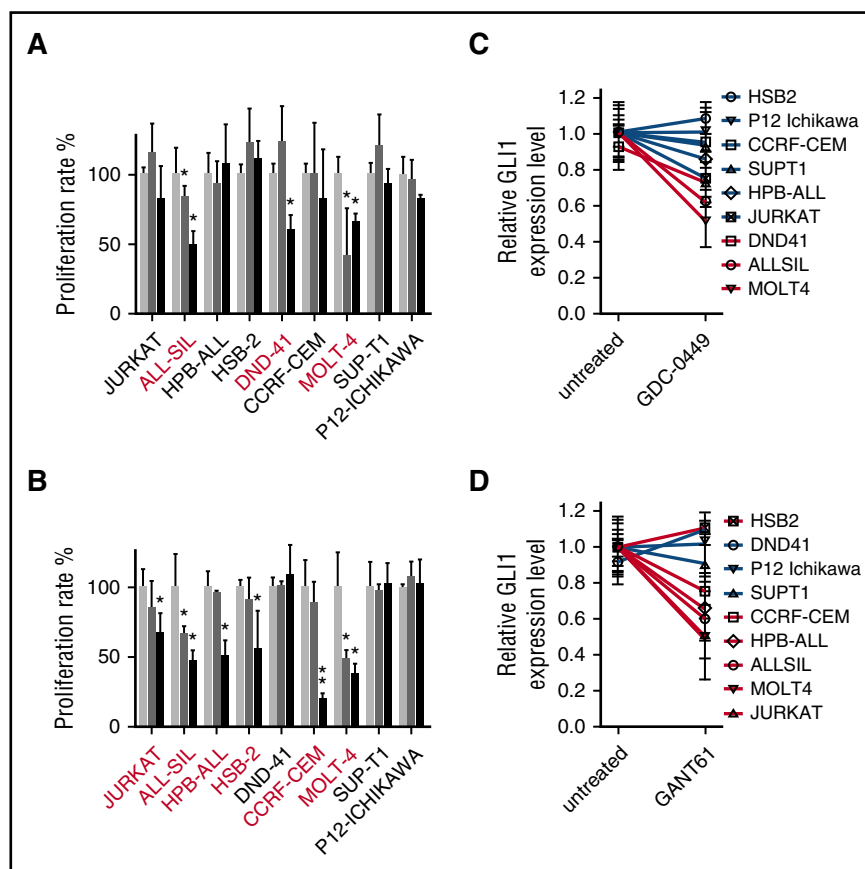 A
Proliferation rate %
150
100
50
0
* * * * *
JURKAT
ALL-SIL
HPB-ALL
HSB-2
DND-41
CCRF-CEM
MOLT-4
SUP-T1
P12-ICHIKAWA
B
Proliferation rate %
150
100
50
0
* * * * * ** * *
JURKAT
ALL-SIL
HPB-ALL
HSB-2
DND-41
CCRF-CEM
MOLT-4
SUP-T1
P12-ICHIKAWA
C
Relative GLI1
expression level
1.2
1.0
0.8
0.6
0.4
0.2
0.0
untreated
GDC-0449
HSB2
P12 Ichikawa
CCRF-CEM
SUPT1
HPB-ALL
JURKAT
DND41
ALLSIL
MOLT4
D
Relative GLI1
expression level
1.2
1.0
0.8
0.6
0.4
0.2
0.0
untreated
GANT61
HSB2
DND41
P12 Ichikawa
SUPT1
CCRF-CEM
HPB-ALL
ALLSIL
MOLT4
JURKAT